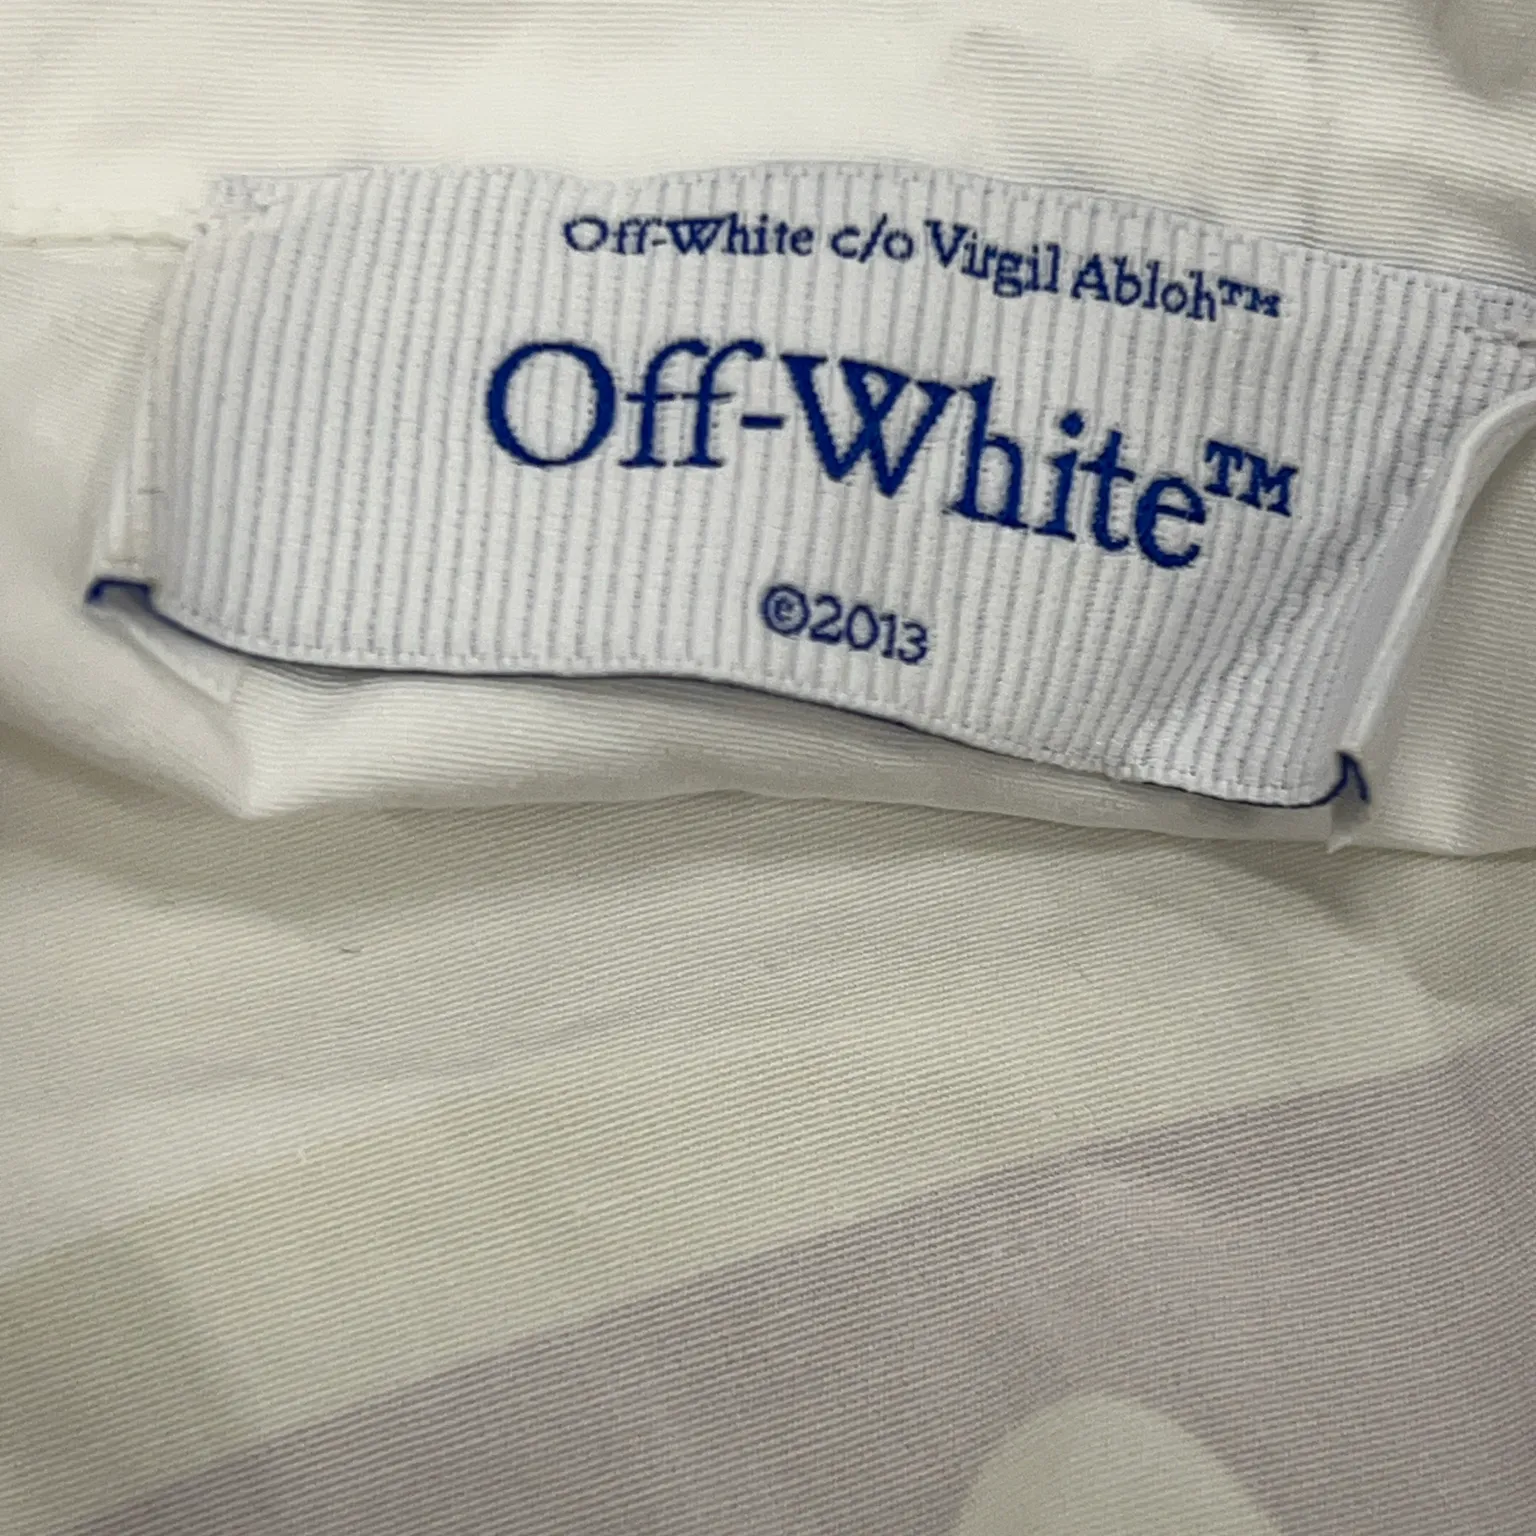 Off-White c/o Virgil Abloh™
Off-White™
©2013